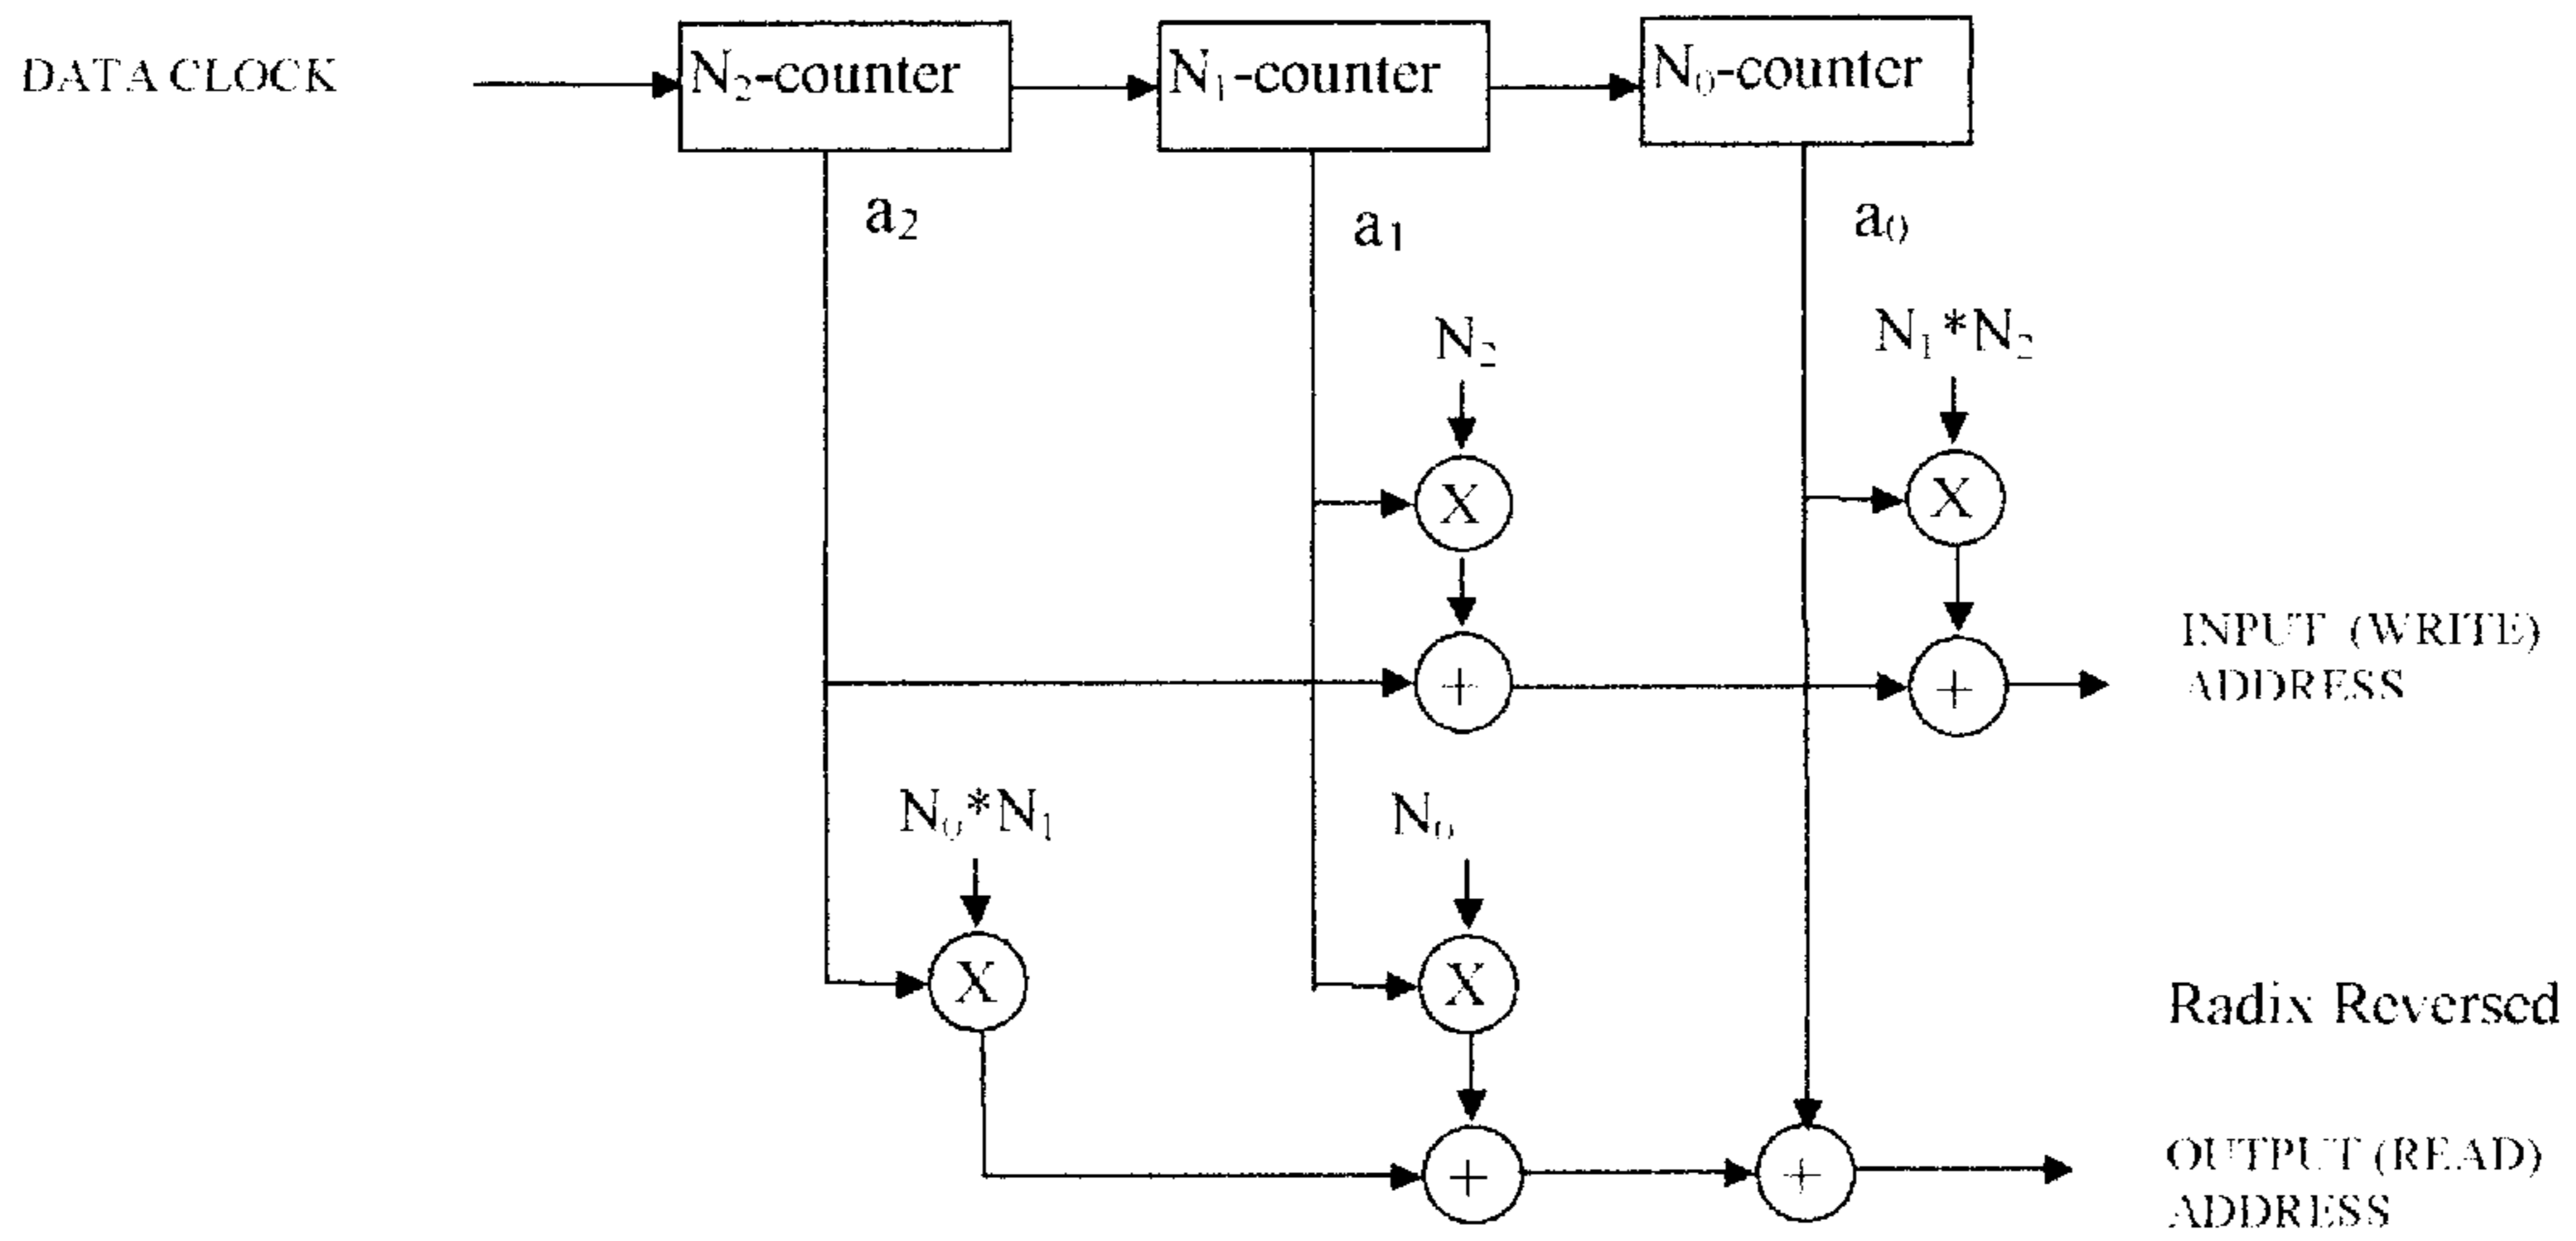 DATA CLOCK
N₂-counter
N₁-counter
N₀-counter
a₂
a₁
a₀
N₂
N₁*N₂
X
X
+
+
INPUT (WRITE)
ADDRESS
N₀*N₁
N₀
X
X
Radix Reversed
+
+
OUTPUT (READ)
ADDRESS